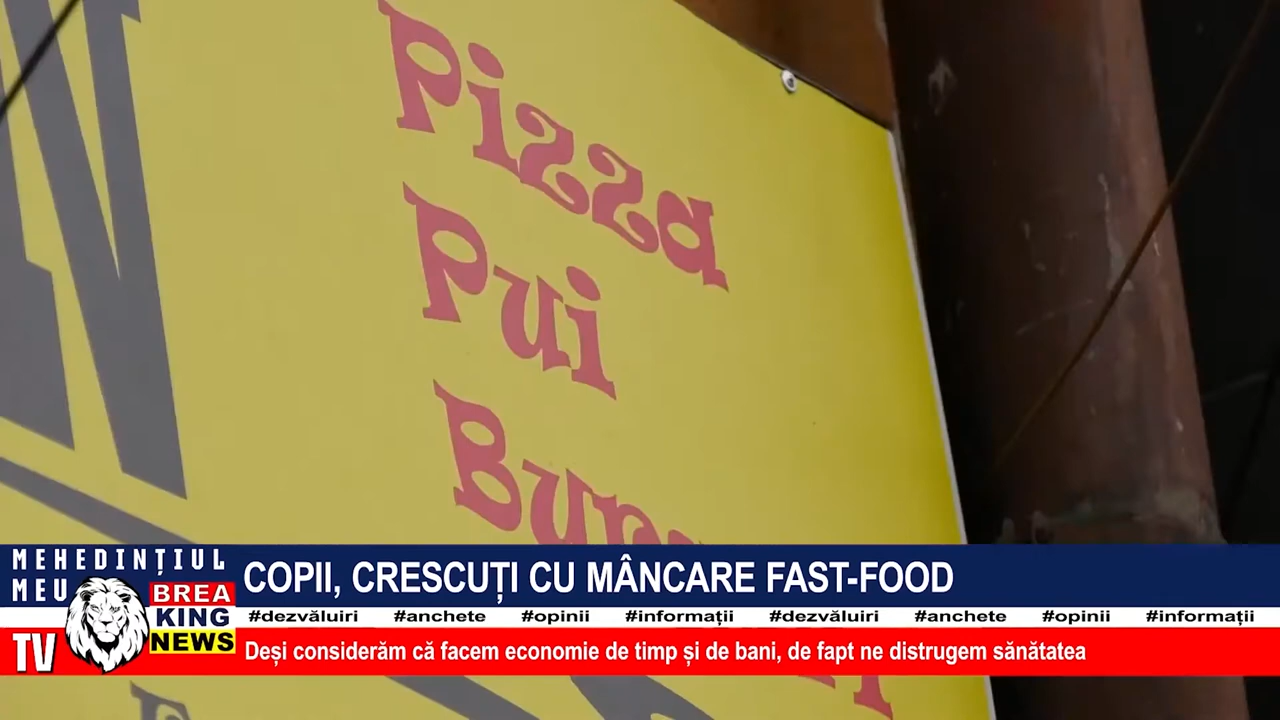 Pizza
Pui
MEHEDINȚIUL
MEU
TV
BREA
KING
NEWS
COPII, CRESCUȚI CU MÂNCARE FAST-FOOD
#dezvăluiri #anchete #opinii #informații #dezvăluiri #anchete #opinii #informații
Deși considerăm că facem economie de timp și de bani, de fapt ne distrugem sănătatea